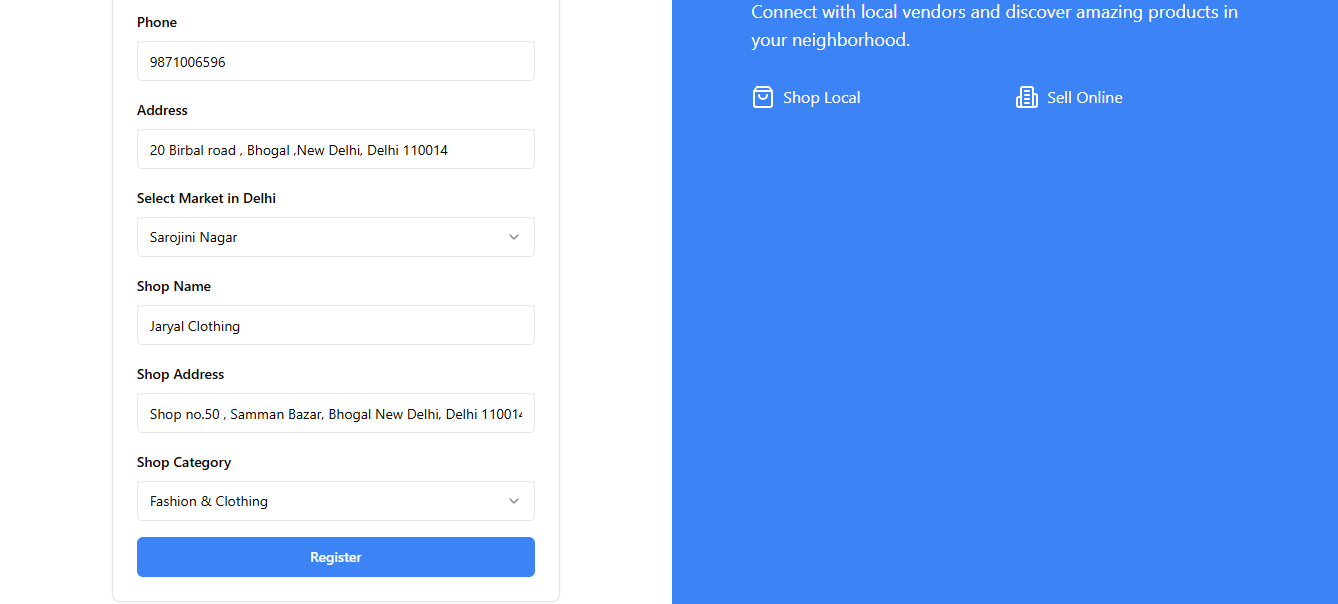 Phone
9871006596
Address
20 Birbal road , Bhogal ,New Delhi, Delhi 110014
Select Market in Delhi
Sarojini Nagar
Shop Name
Jaryal Clothing
Shop Address
Shop no.50 , Samman Bazar, Bhogal New Delhi, Delhi 110014
Shop Category
Fashion & Clothing
Register
Connect with local vendors and discover amazing products in
your neighborhood.
Shop Local
Sell Online